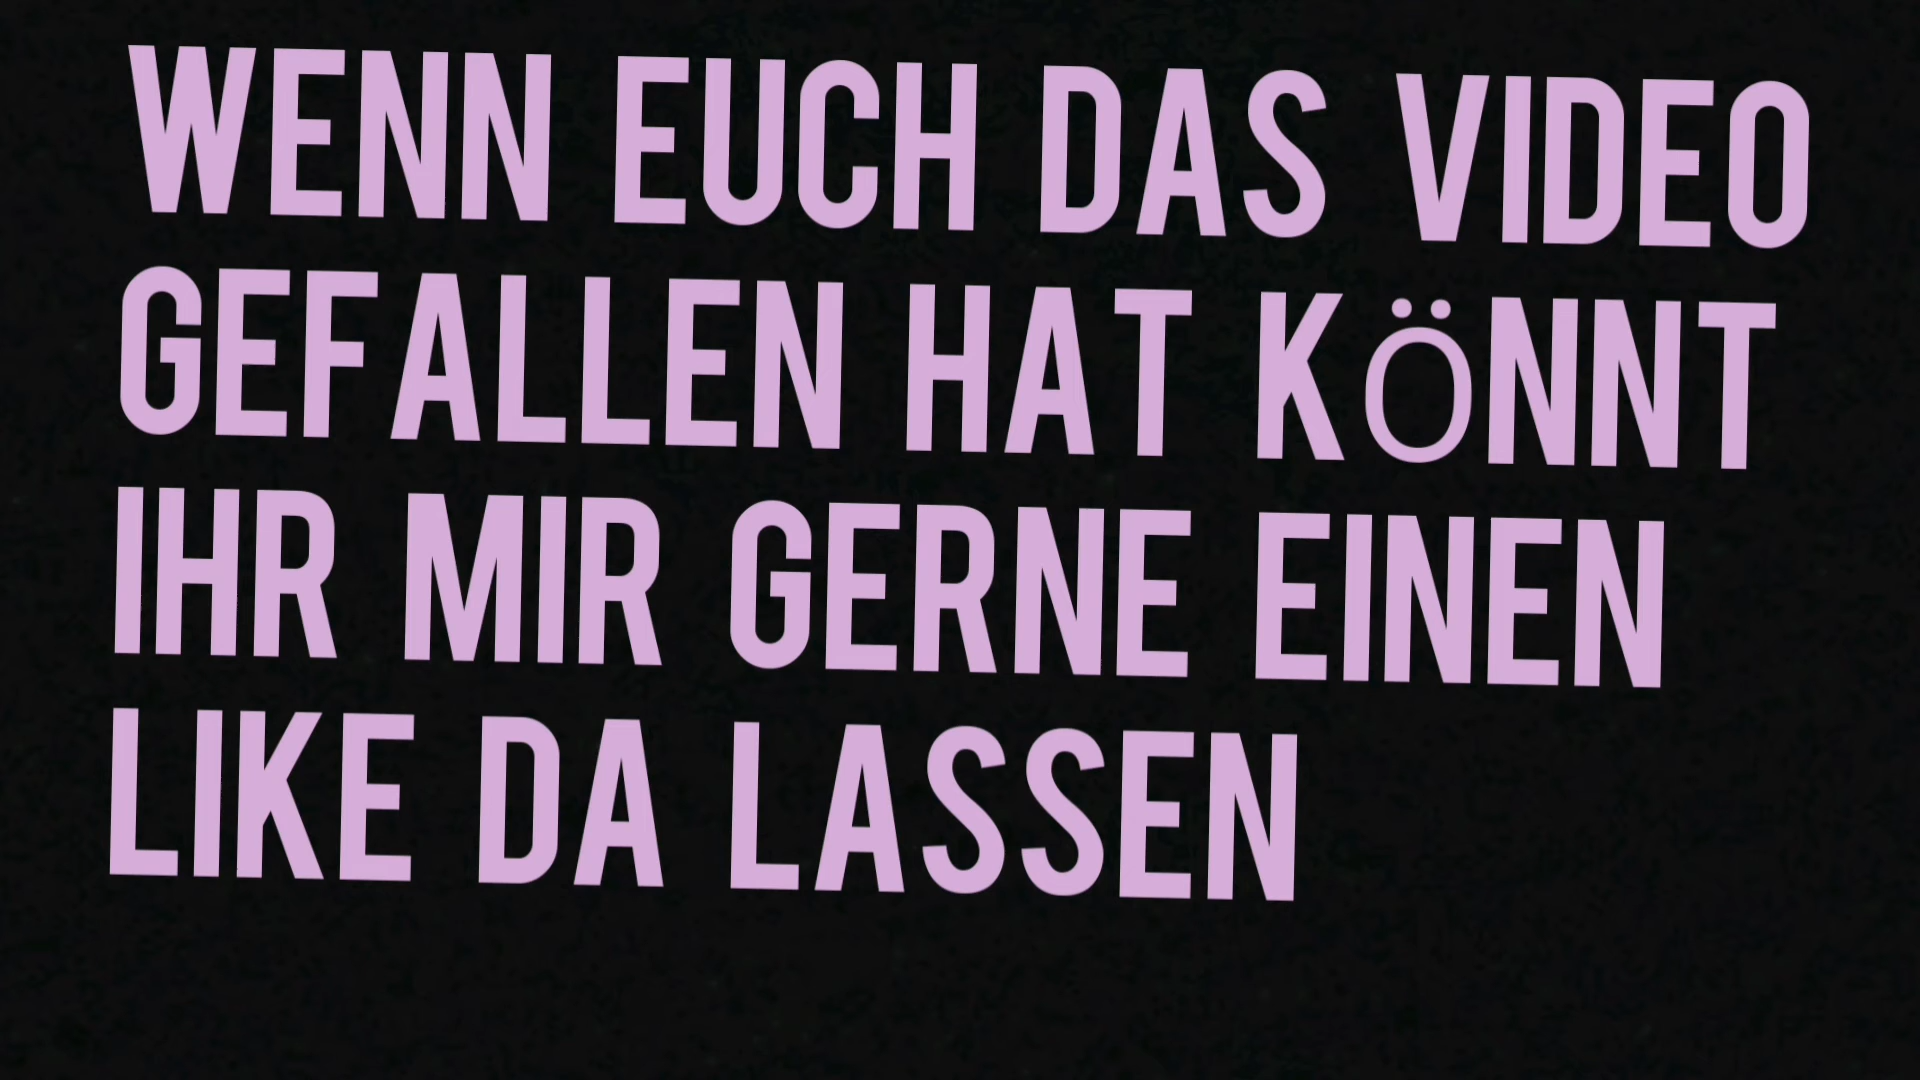 WENN EUCH DAS VIDEO
GEFALLEN HAT KÖNNT
IHR MIR GERNE EINEN
LIKE DA LASSEN